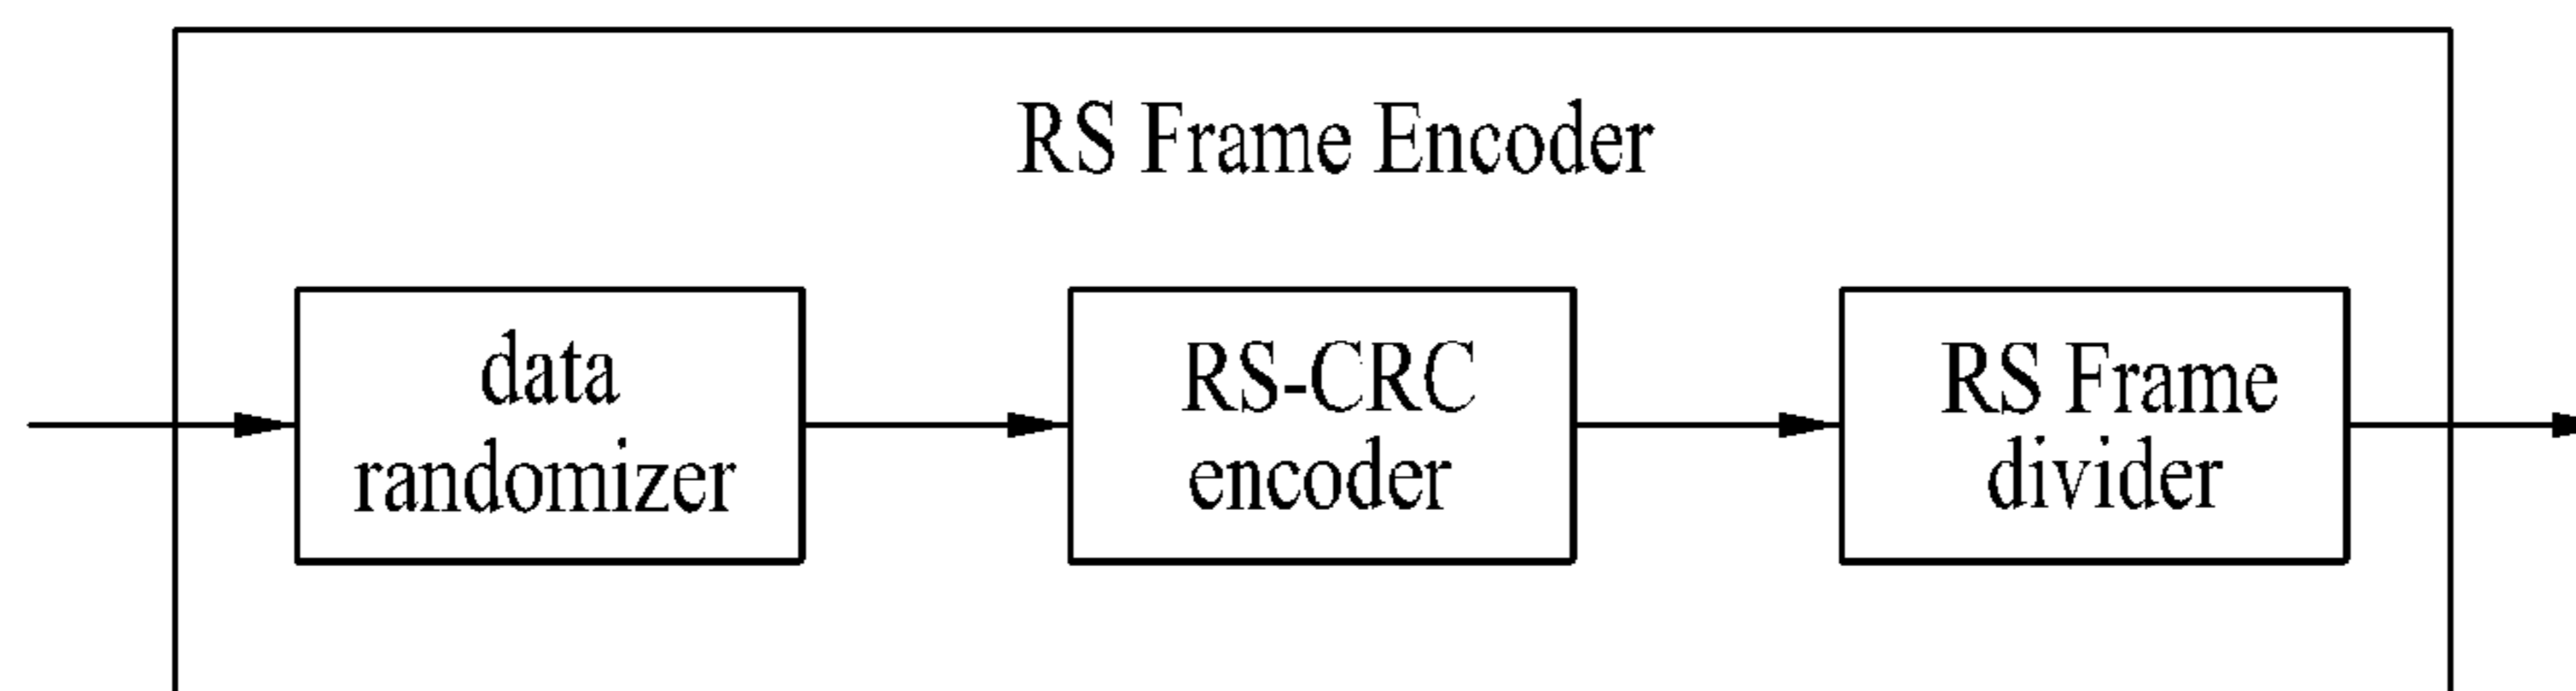 RS Frame Encoder
data
randomizer
RS-CRC
encoder
RS Frame
divider